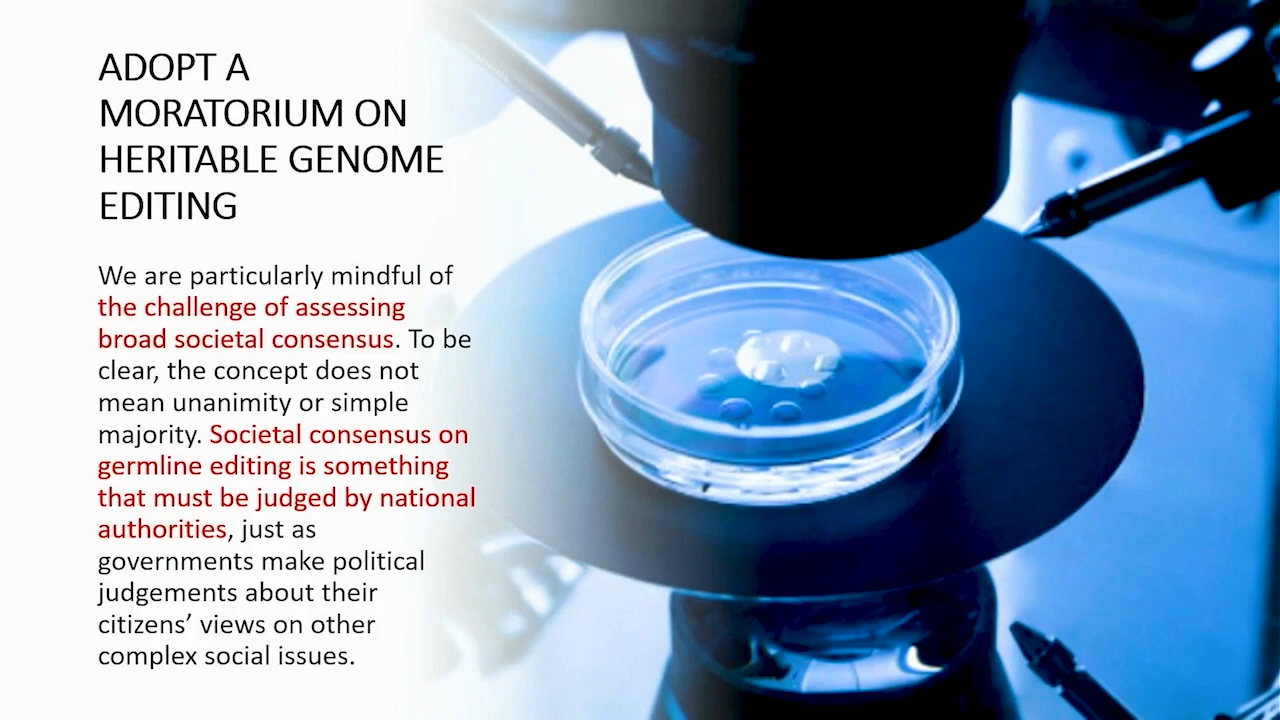 ADOPT A
MORATORIUM ON
HERITABLE GENOME
EDITING
We are particularly mindful of
the challenge of assessing
broad societal consensus. To be
clear, the concept does not
mean unanimity or simple
majority. Societal consensus on
germline editing is something
that must be judged by national
authorities, just as
governments make political
judgements about their
citizens’ views on other
complex social issues.